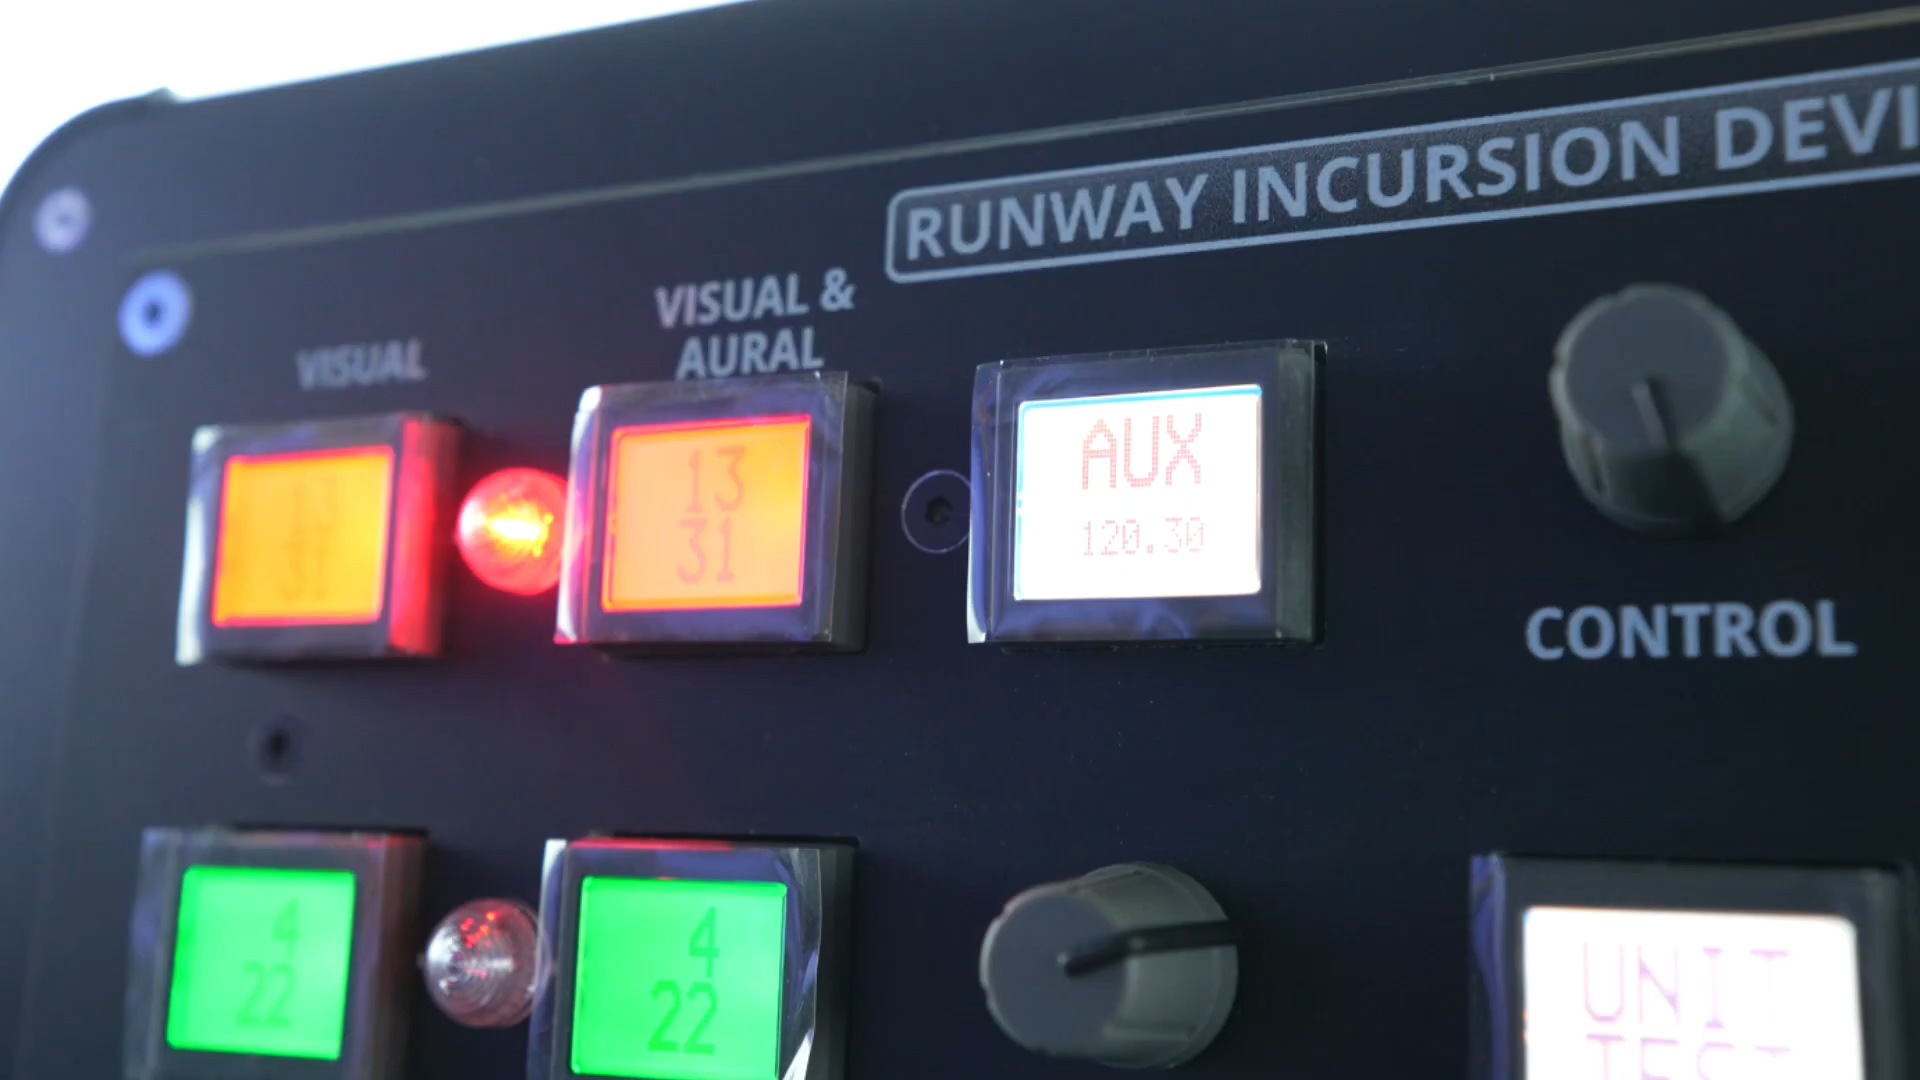 RUNWAY INCURSION DEVI
VISUAL
VISUAL &
AURAL
13
31
13
31
AUX
120.30
CONTROL
4
22
4
22
UNIT
TEST